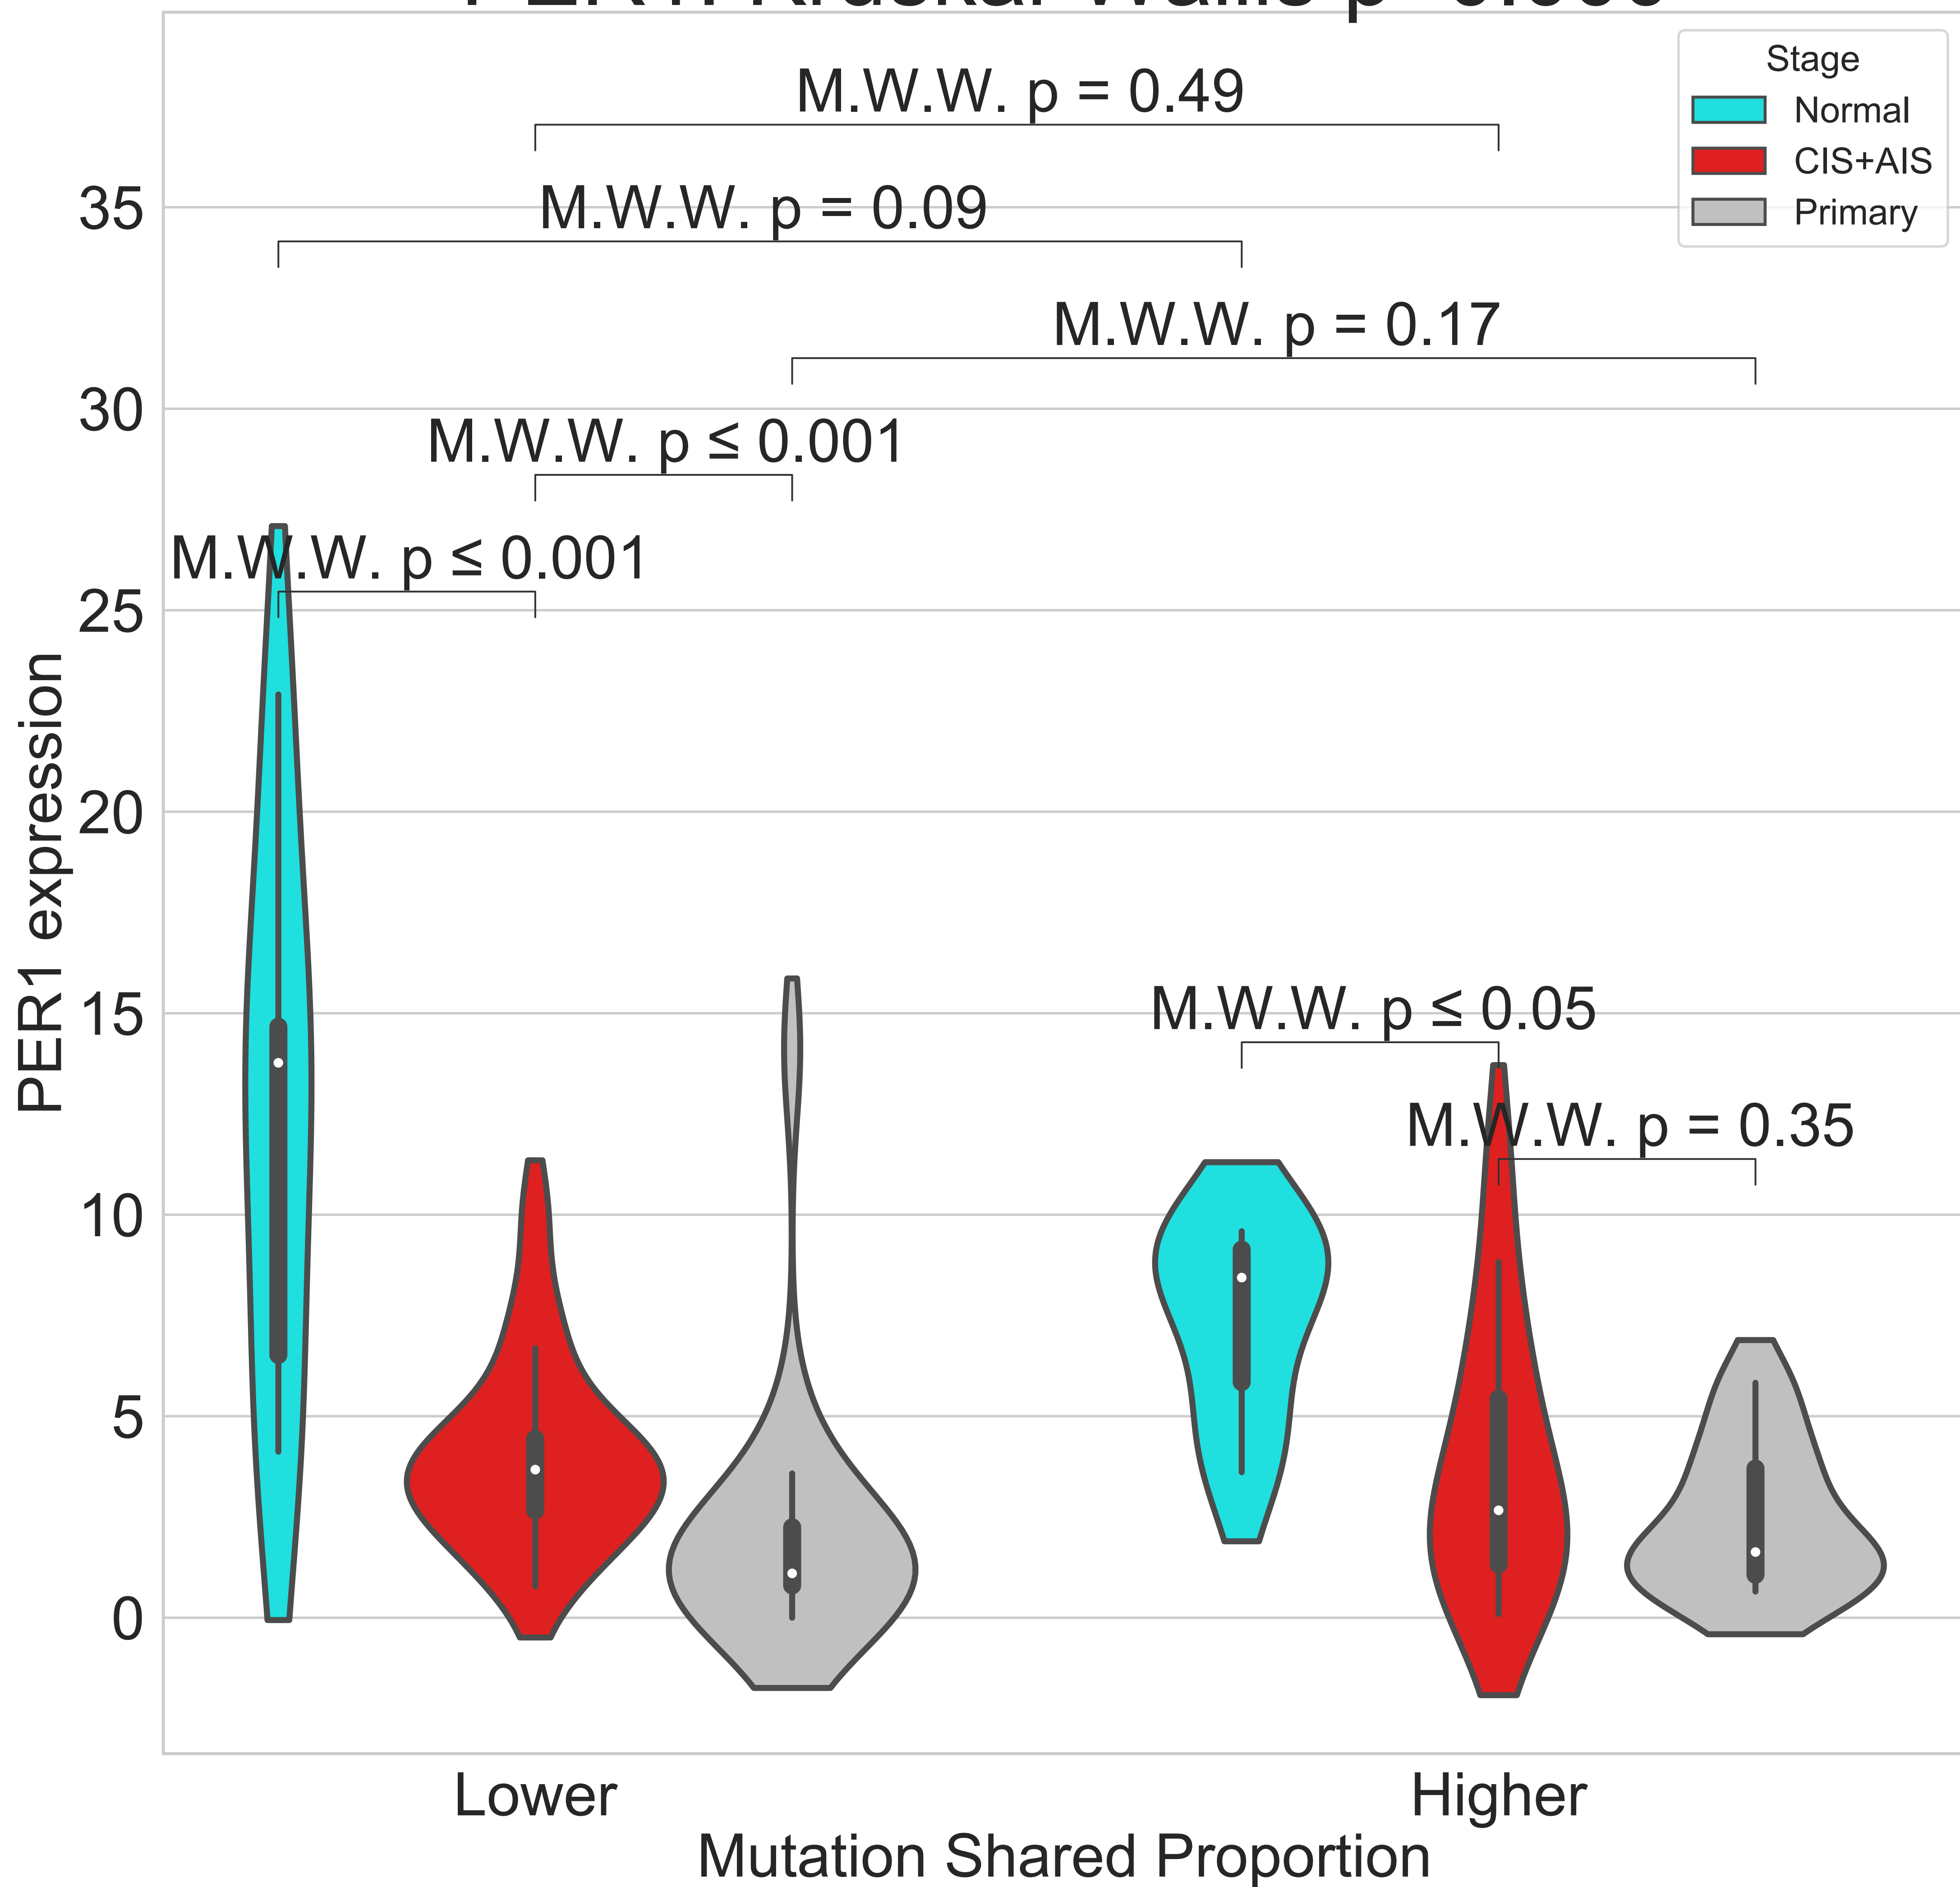 Stage
Normal
CIS+AIS
Primary
M.W.W. p = 0.49
M.W.W. p = 0.09
M.W.W. p = 0.17
M.W.W. p ≤ 0.001
M.W.W. p ≤ 0.001
M.W.W. p ≤ 0.05
M.W.W. p = 0.35
PER1 expression
35
30
25
20
15
10
5
0
Lower
Higher
Mutation Shared Proportion